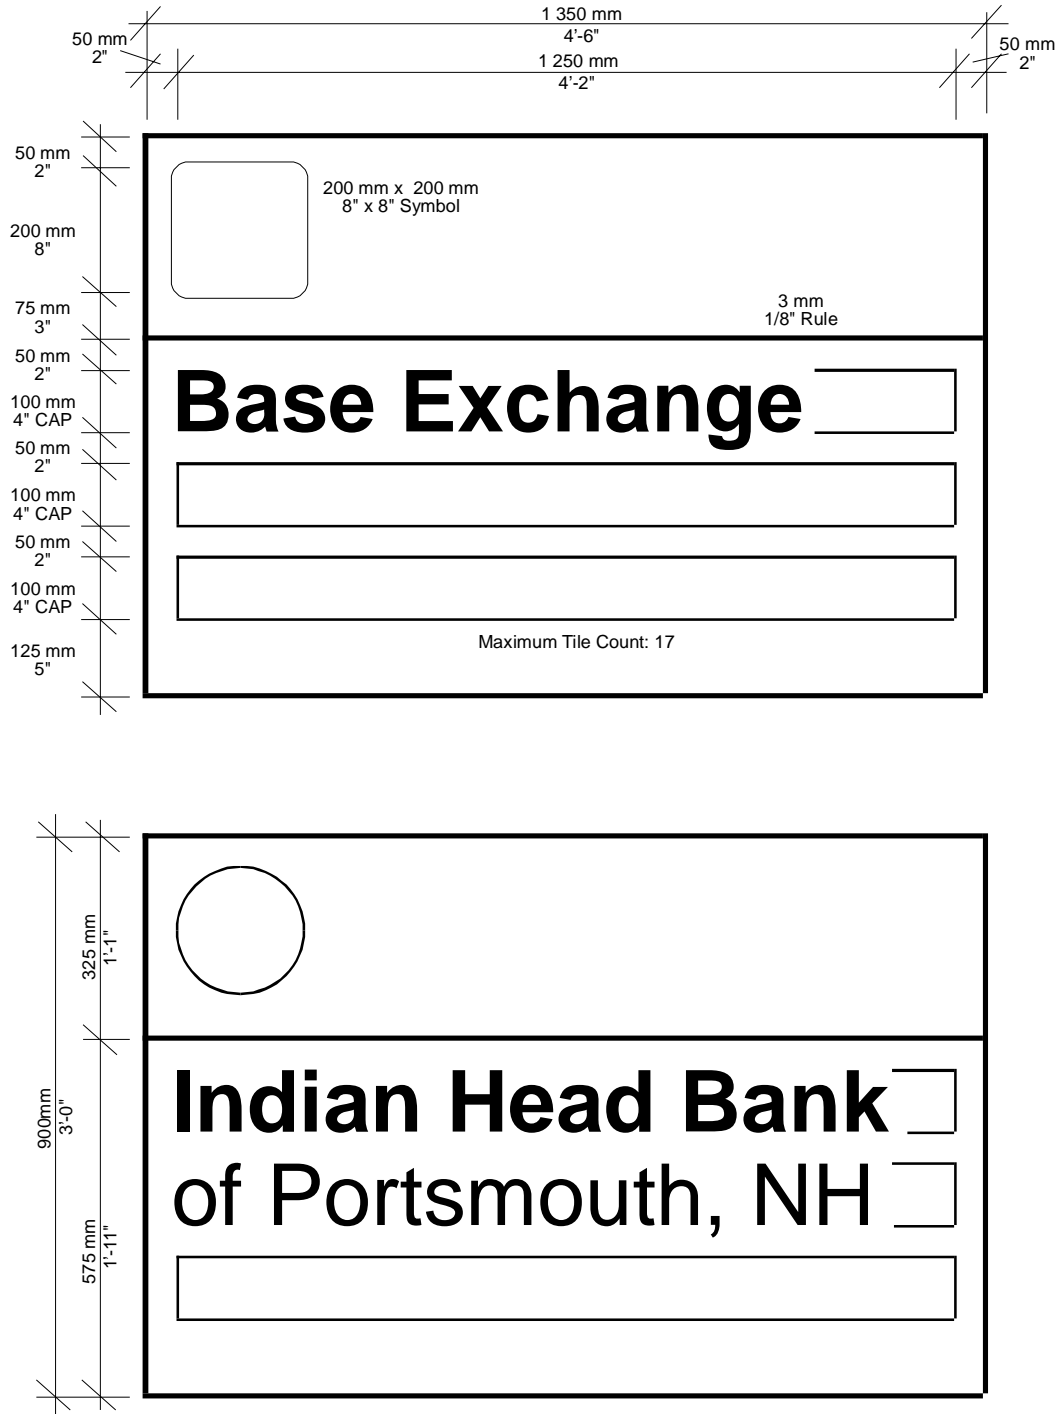 1 350 mm
4'-6"
50 mm
2"
1 250 mm
4'-2"
50 mm
2"
50 mm
2"
200 mm x 200 mm
8" x 8" Symbol
200 mm
8"
75 mm
3"
3 mm
1/8" Rule
50 mm
2"
Base Exchange
100 mm
4" CAP
50 mm
2"
100 mm
4" CAP
50 mm
2"
100 mm
4" CAP
Maximum Tile Count: 17
125 mm
5"
325 mm
1'-1"
900mm
3'-0"
Indian Head Bank
of Portsmouth, NH
575 mm
1'-11"